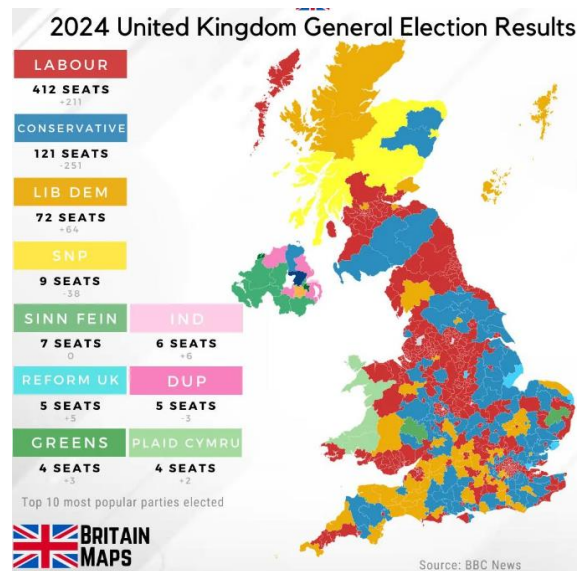 2024 United Kingdom General Election Results
LABOUR
412 SEATS
+211
CONSERVATIVE
121 SEATS
-251
LIB DEM
72 SEATS
+64
SNP
9 SEATS
-38
SINN FEIN
7 SEATS
0
IND
6 SEATS
+6
REFORM UK
5 SEATS
+5
DUP
5 SEATS
-3
GREENS
4 SEATS
+3
PLAID CYMRU
4 SEATS
+2
Top 10 most popular parties elected
BRITAIN
MAPS
Source: BBC News